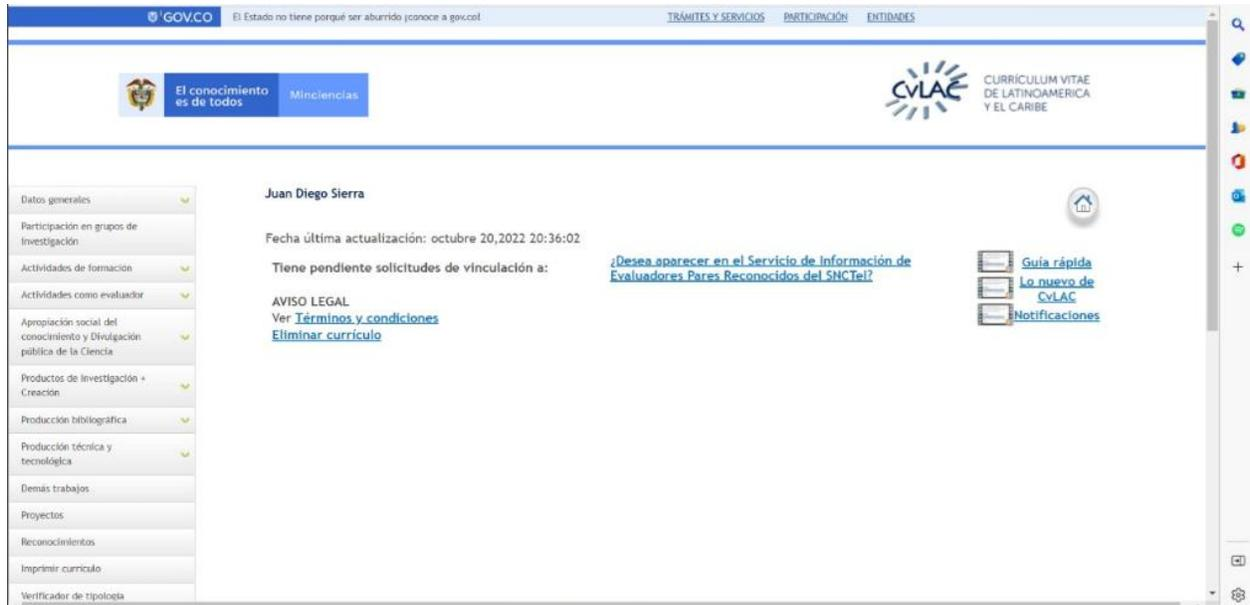 GOV.CO
El Estado no tiene porqué ser aburrido ¡conoce a gov.co!
TRÁMITES Y SERVICIOS
PARTICIPACIÓN
ENTIDADES
El conocimiento
es de todos
Minciencias
CvLAC
CURRÍCULUM VITAE
DE LATINOAMERICA
Y EL CARIBE
Datos generales
Participación en grupos de
investigación
Actividades de formación
Actividades como evaluador
Apropiación social del
conocimiento y Divulgación
pública de la Ciencia
Productos de Investigación +
Creación
Producción bibliográfica
Producción técnica y
tecnológica
Demás trabajos
Proyectos
Reconocimientos
Imprimir currículo
Verificador de tipología
Juan Diego Sierra
Fecha última actualización: octubre 20,2022 20:36:02
Tiene pendiente solicitudes de vinculación a:
AVISO LEGAL
Ver Términos y condiciones
Eliminar currículo
¿Desea aparecer en el Servicio de Información de
Evaluadores Pares Reconocidos del SNCTeI?
Guía rápida
Lo nuevo de
CvLAC
Notificaciones